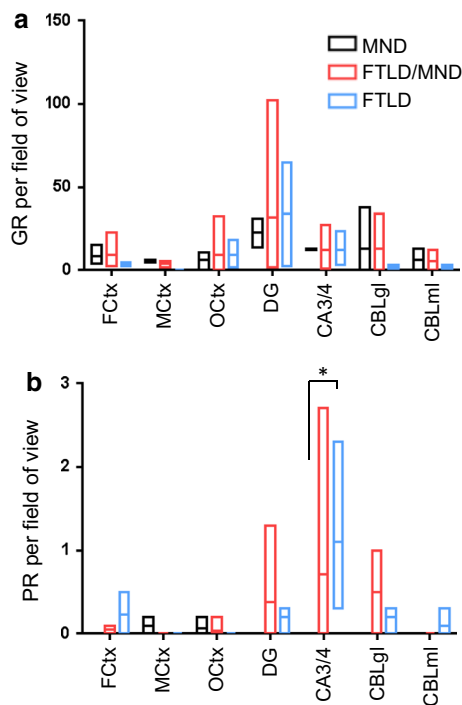 a
MND
FTLD/MND
FTLD
GR per field of view
150
100
50
0
FCtx
MCtx
OCtx
DG
CA3/4
CBLgl
CBLml
b
*
PR per field of view
3
2
1
0
FCtx
MCtx
OCtx
DG
CA3/4
CBLgl
CBLml